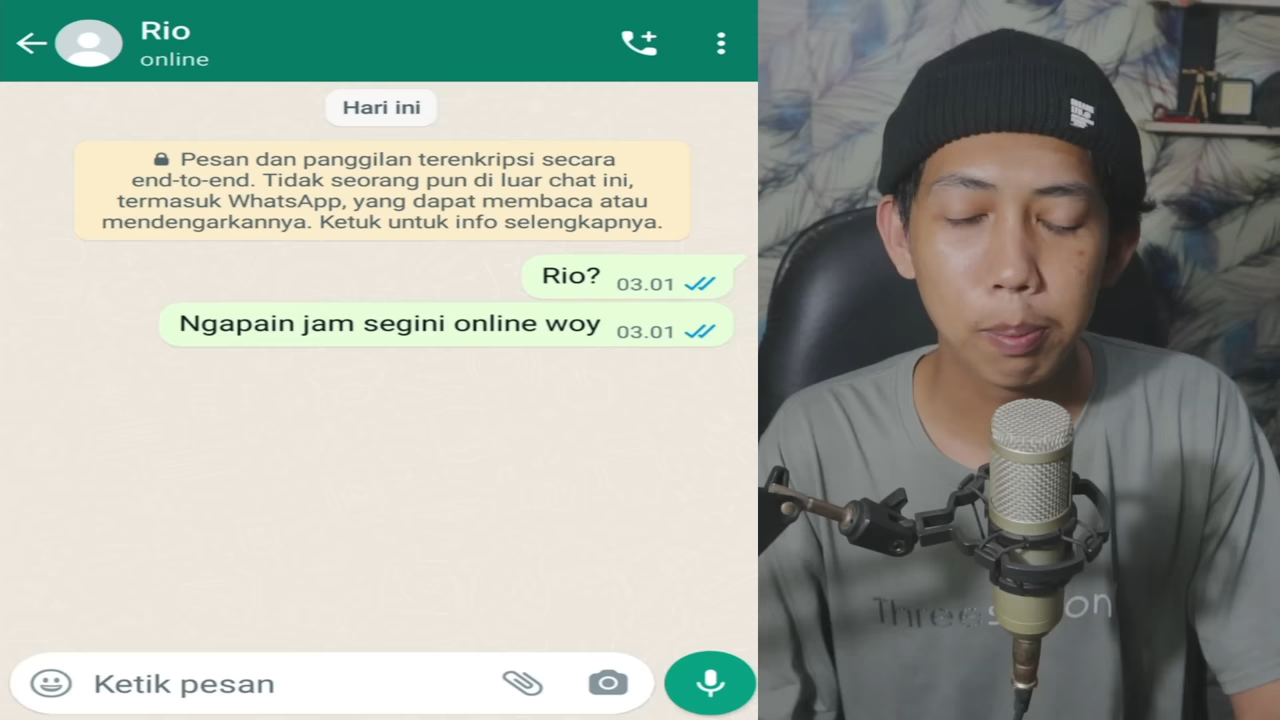 Rio
online
Hari ini
Pesan dan panggilan terenkripsi secara
end-to-end. Tidak seorang pun di luar chat ini,
termasuk WhatsApp, yang dapat membaca atau
mendengarkannya. Ketuk untuk info selengkapnya.
Rio? 03.01
Ngapain jam segini online woy 03.01
Ketik pesan